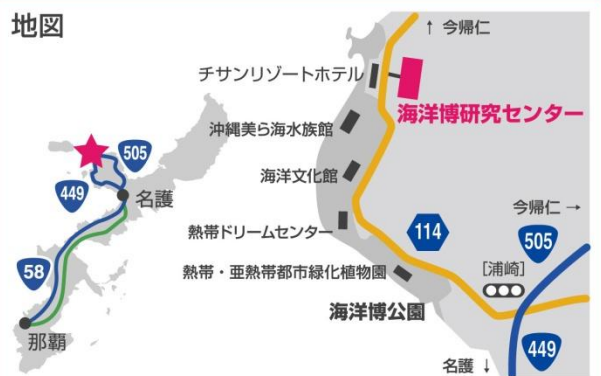 地図
↑ 今帰仁
チサンリゾートホテル
海洋博研究センター
沖縄美ら海水族館
505
海洋文化館
449
名護
今帰仁 →
熱帯ドリームセンター
114
505
58
熱帯・亜熱帯都市緑化植物園
[浦崎]
海洋博公園
那覇
449
名護 ↓